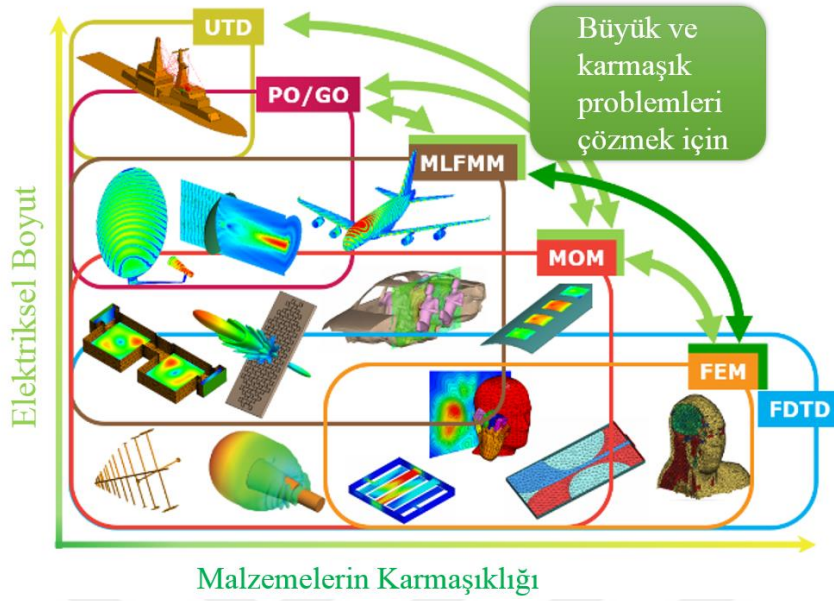 UTD
Büyük ve
karmaşık
problemleri
çözmek için
PO/GO
MLFMM
MOM
FEM
FDTD
Elektriksel Boyut
Malzemelerin Karmaşıklığı